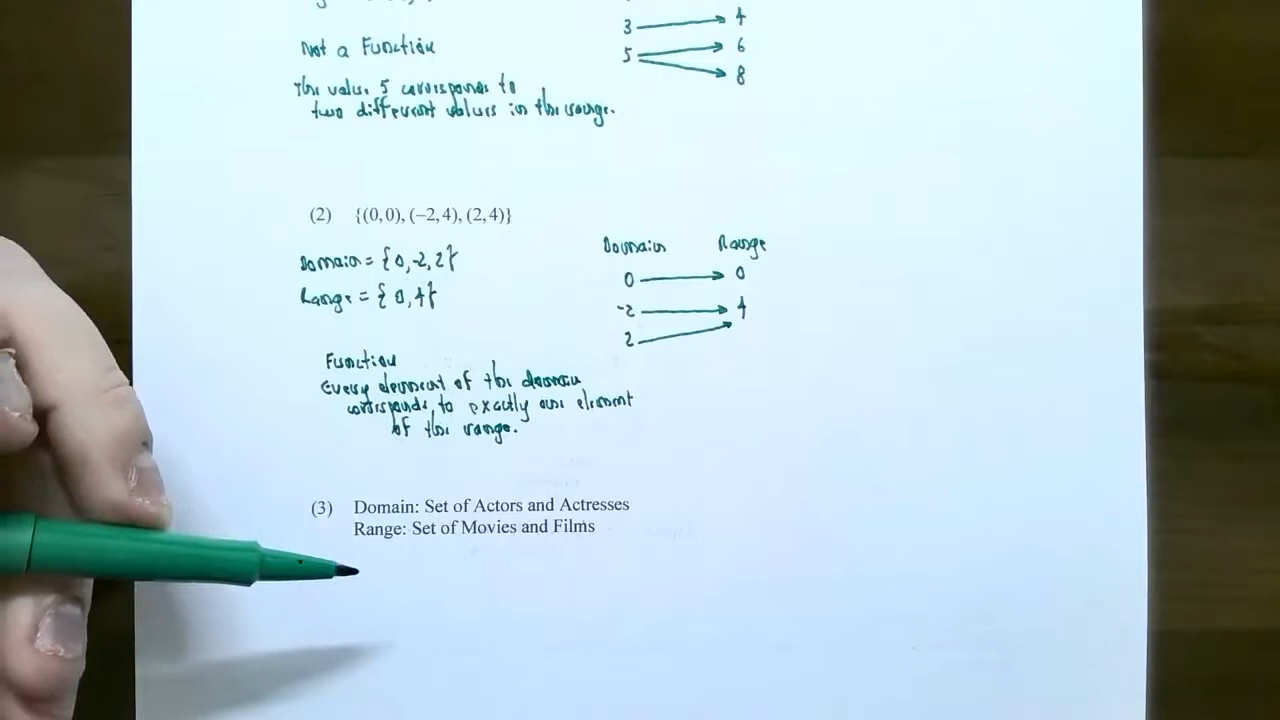 3 4
Not a Function
5 6
8
The value 5 corresponds to
two different values in the range.
(2) {(0,0), (−2,4), (2,4)}
Domain Range
Domain = {0,-2,2}
0 0
Range = {0,4}
-2 4
2
Function
Every element of the domain
corresponds to exactly one element
of the range.
(3) Domain: Set of Actors and Actresses
Range: Set of Movies and Films